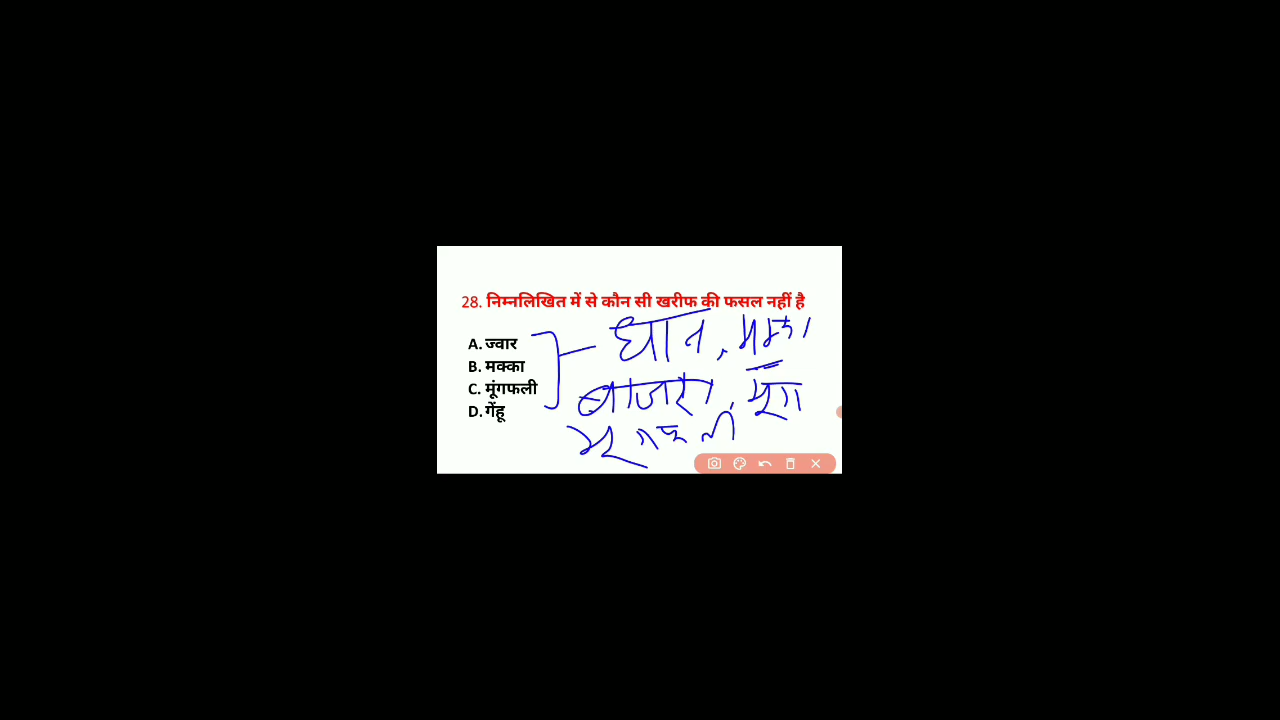 28. निम्नलिखित में से कौन सी खरीफ की फसल नहीं है
A. ज्वार
B. मक्का
C. मूंगफली
D. गेंहू
धान, मक्का
बाजरा, मूंग
मूंगफली